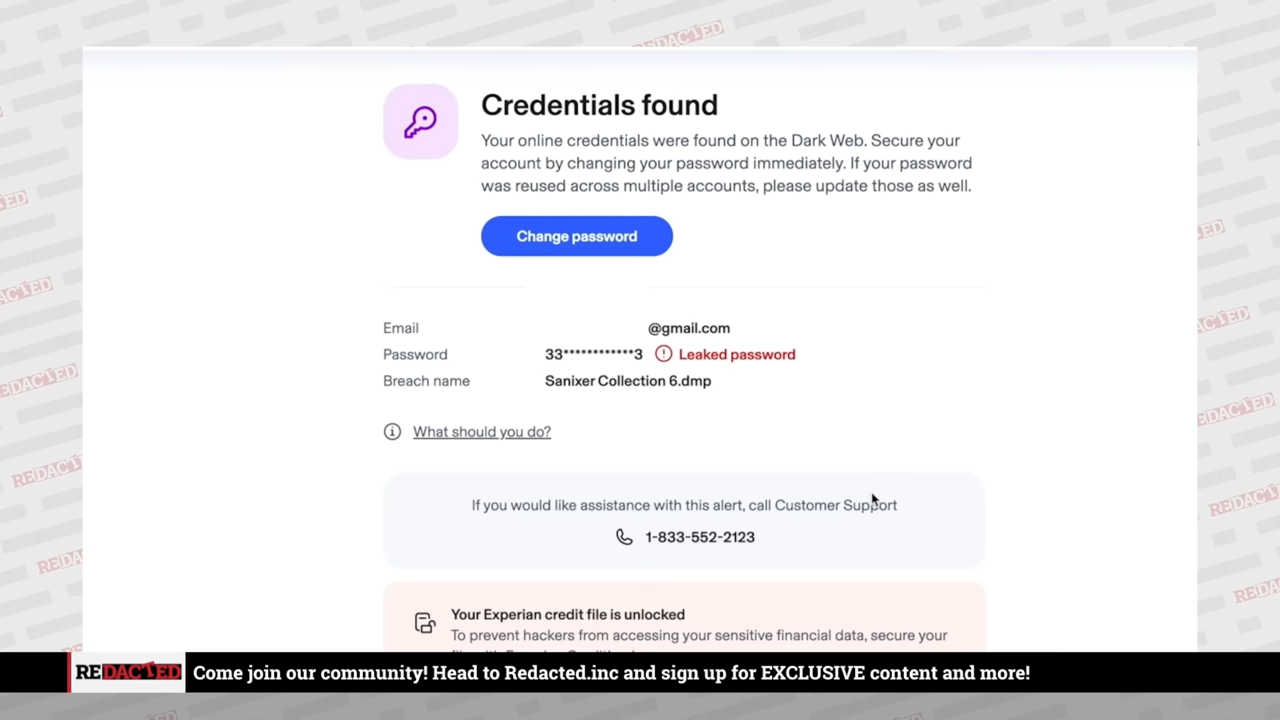 Credentials found
Your online credentials were found on the Dark Web. Secure your
account by changing your password immediately. If your password
was reused across multiple accounts, please update those as well.
Change password
Email @gmail.com
Password 33************3 Leaked password
Breach name Sanixer Collection 6.dmp
What should you do?
If you would like assistance with this alert, call Customer Support
1-833-552-2123
Your Experian credit file is unlocked
To prevent hackers from accessing your sensitive financial data, secure your
REDACTED Come join our community! Head to Redacted.inc and sign up for EXCLUSIVE content and more!
REDACTED
REDACTED
REDACTED
REDACTED